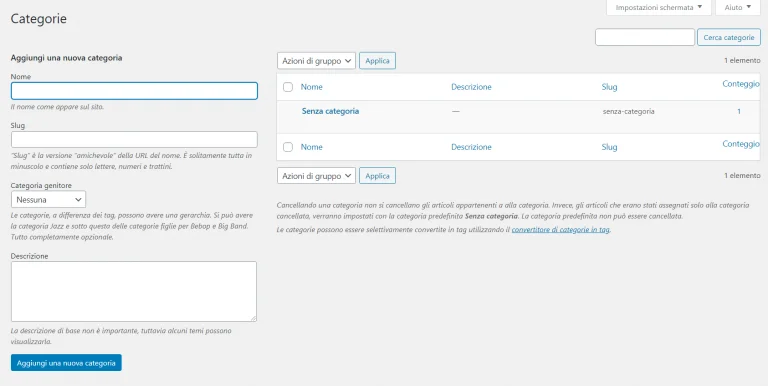 Impostazioni schermata
Aiuto
Categorie
Cerca categorie
Aggiungi una nuova categoria
Nome
Il nome come appare sul sito.
Slug
"Slug" è la versione "amichevole" della URL del nome. È solitamente tutto in
minuscolo e contiene solo lettere, numeri e trattini.
Categoria genitore
Nessuna
Le categorie, a differenza dei tag, possono avere una gerarchia. Si può avere
la categoria Jazz e sotto questa delle categorie figlie per Bebop e Big Band.
Tutto completamente opzionale.
Descrizione
La descrizione di base non è importante, tuttavia alcuni temi possono
visualizzarla.
Aggiungi una nuova categoria
Azioni di gruppo Applica 1 elemento
Nome Descrizione Slug Conteggio
Senza categoria — senza-categoria 1
Nome Descrizione Slug Conteggio
Azioni di gruppo Applica 1 elemento
Cancellando una categoria non si cancellano gli articoli appartenenti a alla categoria. Invece, gli articoli che erano stati assegnati solo alla categoria
cancellata, verranno impostati con la categoria predefinita Senza categoria. La categoria predefinita non può essere cancellata.
Le categorie possono essere selettivamente convertite in tag utilizzando il convertitore di categorie in tag.